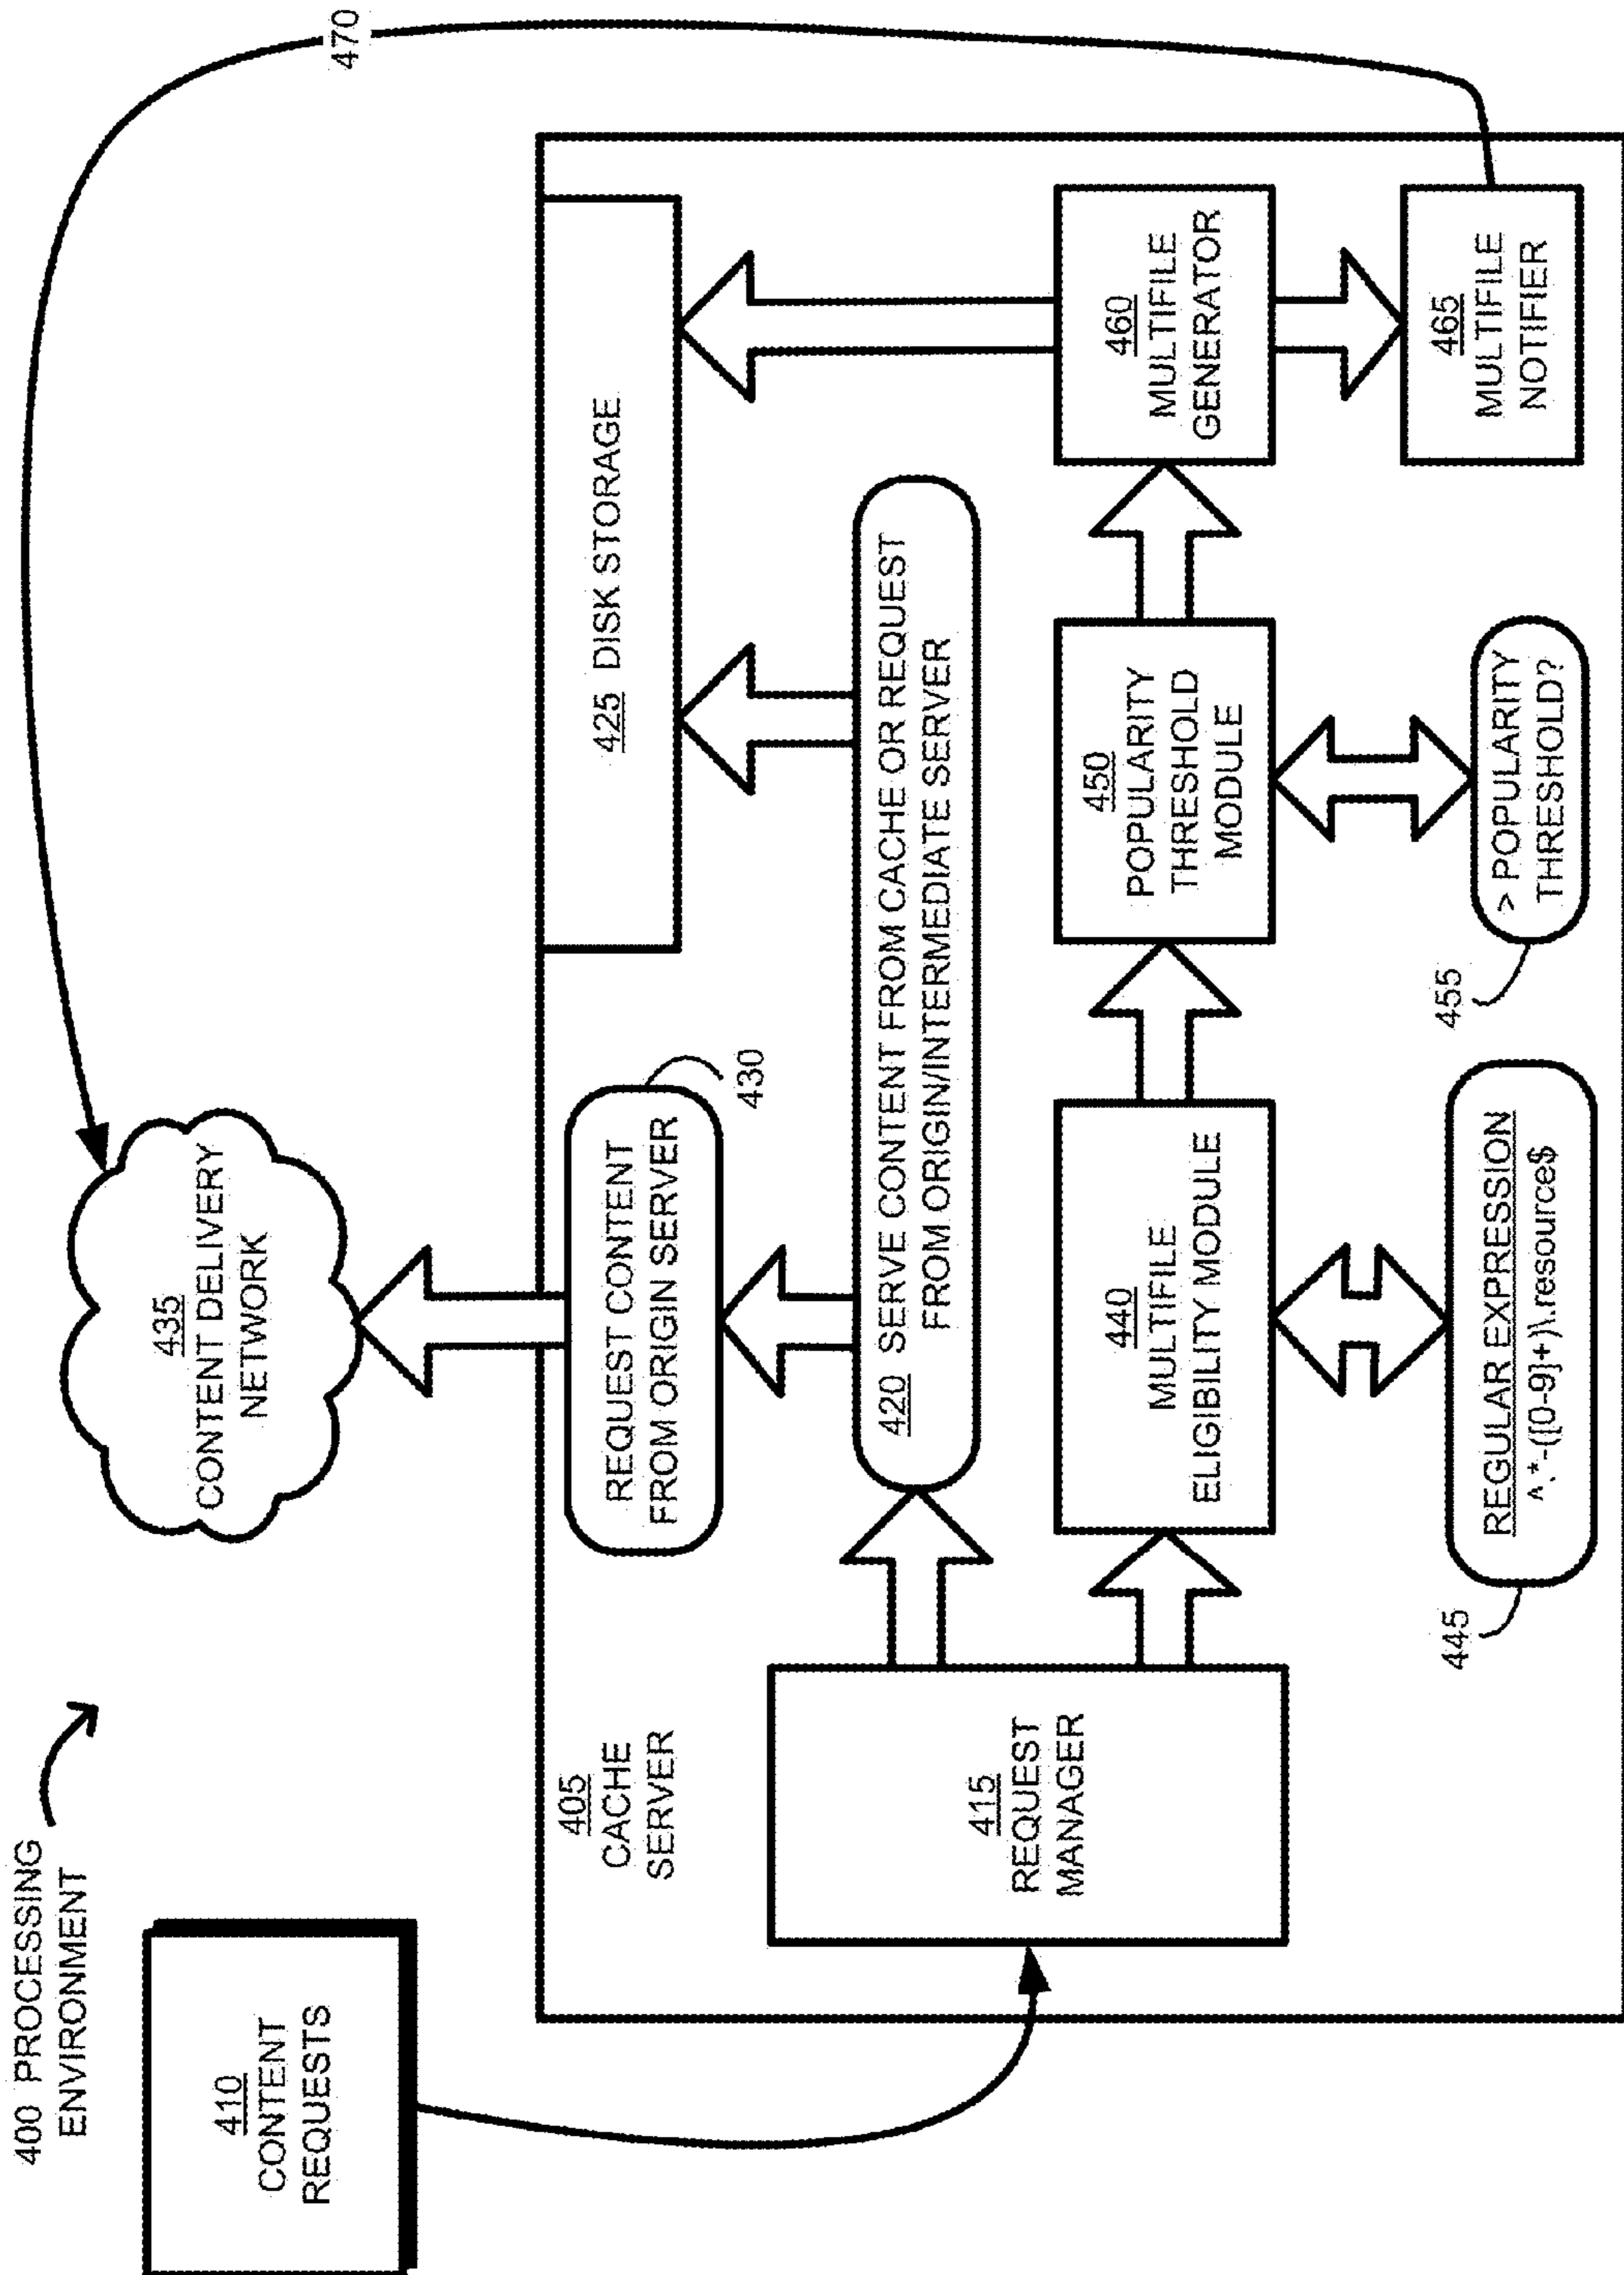 400 PROCESSING
ENVIRONMENT
410
CONTENT
REQUESTS
435
CONTENT DELIVERY
NETWORK
470
405
CACHE
SERVER
REQUEST CONTENT
FROM ORIGIN SERVER
430
425 DISK STORAGE
415
REQUEST
MANAGER
420 SERVE CONTENT FROM CACHE OR REQUEST
FROM ORIGIN/INTERMEDIATE SERVER
440
MULTIFILE
ELIGIBILITY MODULE
450
POPULARITY
THRESHOLD
MODULE
460
MULTIFILE
GENERATOR
445
REGULAR EXPRESSION
^.*-([0-9]+)\.resource$
455
> POPULARITY
THRESHOLD?
465
MULTIFILE
NOTIFIER